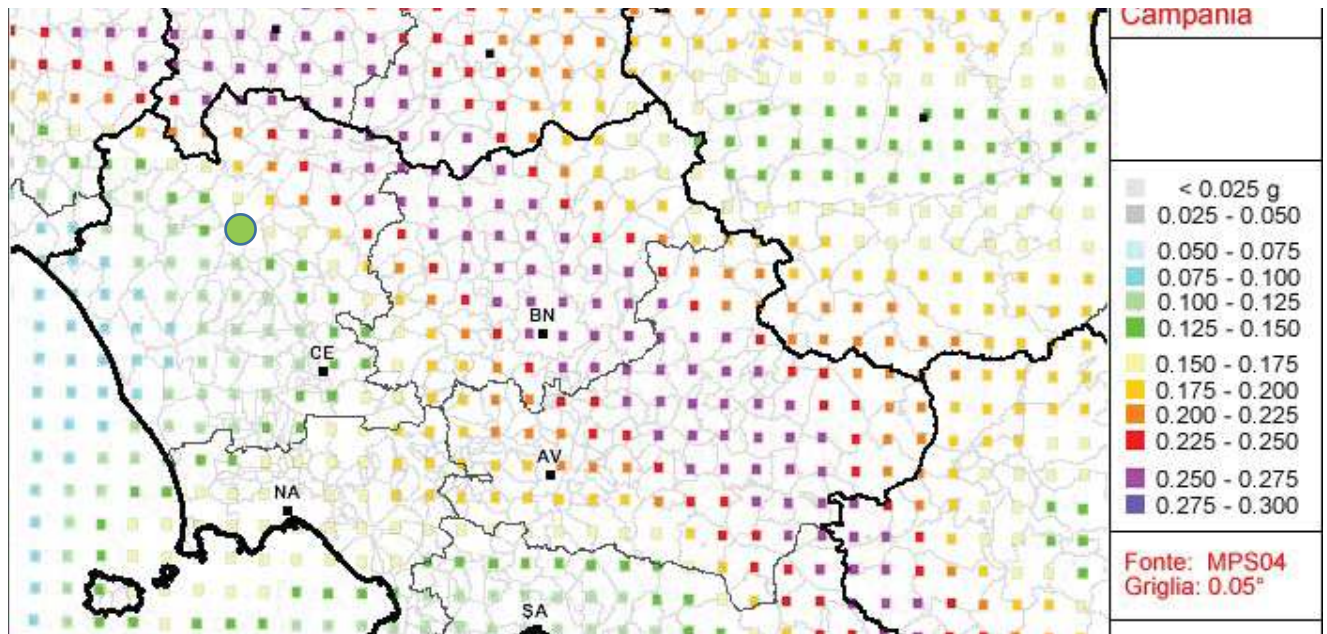 Campania
< 0.025 g
0.025 - 0.050
0.050 - 0.075
0.075 - 0.100
0.100 - 0.125
0.125 - 0.150
0.150 - 0.175
0.175 - 0.200
0.200 - 0.225
0.225 - 0.250
0.250 - 0.275
0.275 - 0.300
BN
CE
AV
NA
SA
Fonte: MPS04
Griglia: 0.05°